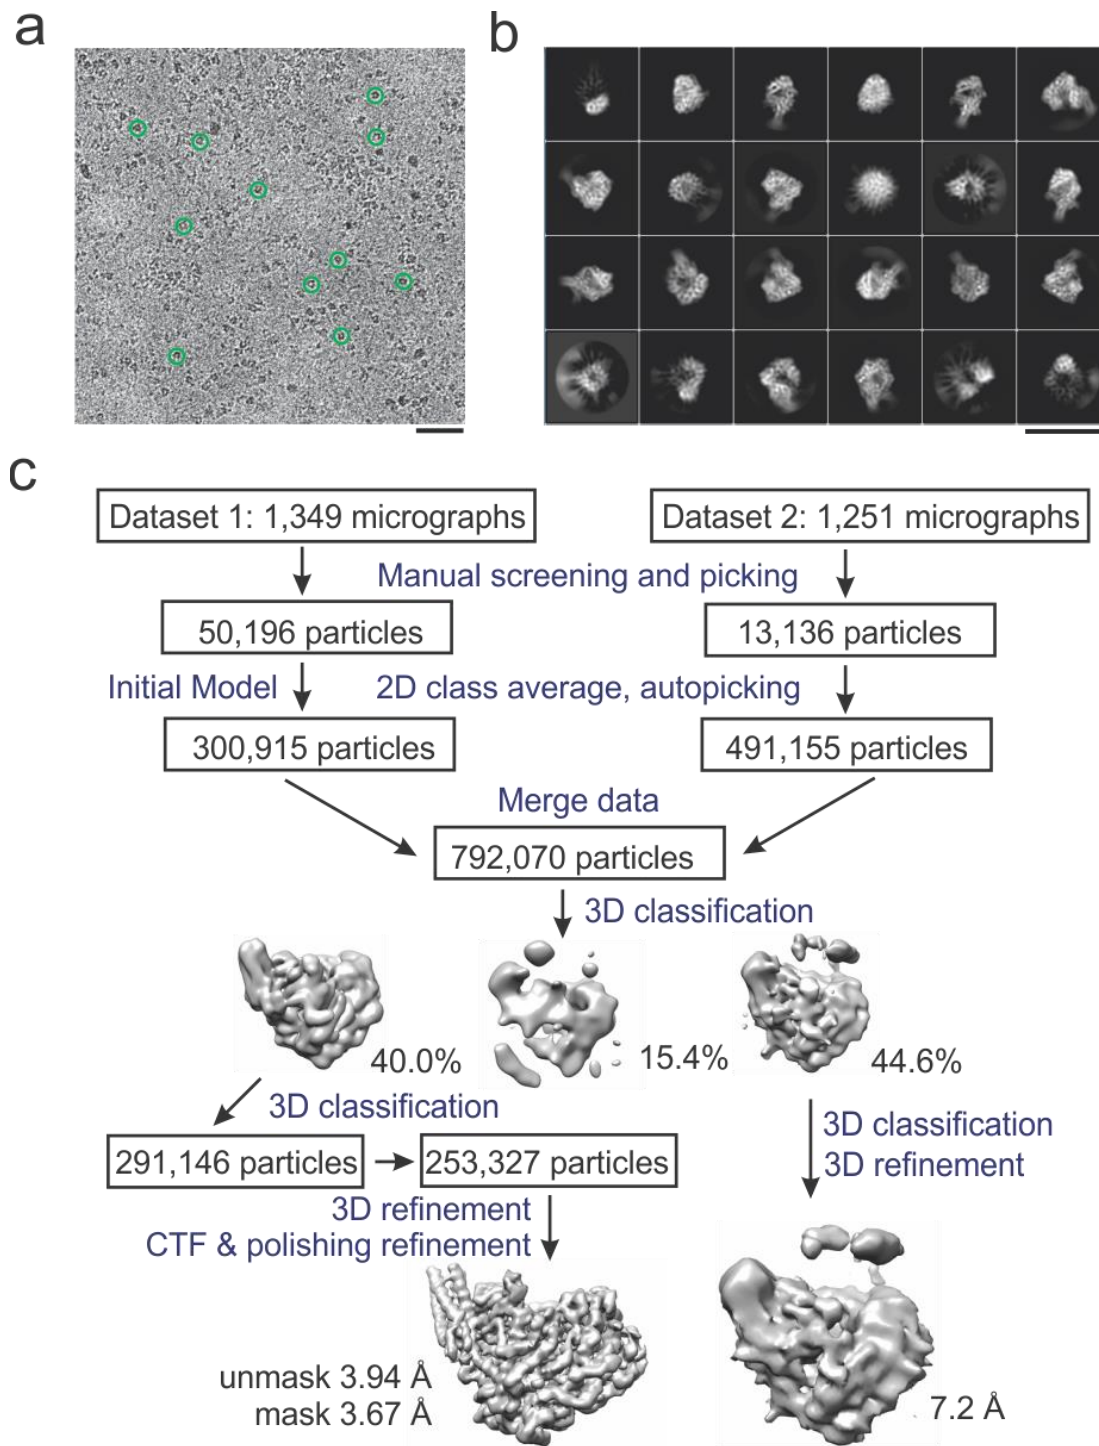 a
b
c
Dataset 1: 1,349 micrographs
Dataset 2: 1,251 micrographs
Manual screening and picking
50,196 particles
13,136 particles
Initial Model
2D class average, autopicking
300,915 particles
491,155 particles
Merge data
792,070 particles
3D classification
40.0%
15.4%
44.6%
3D classification
3D classification
3D refinement
291,146 particles
253,327 particles
3D refinement
CTF & polishing refinement
unmask 3.94 Å
mask 3.67 Å
7.2 Å